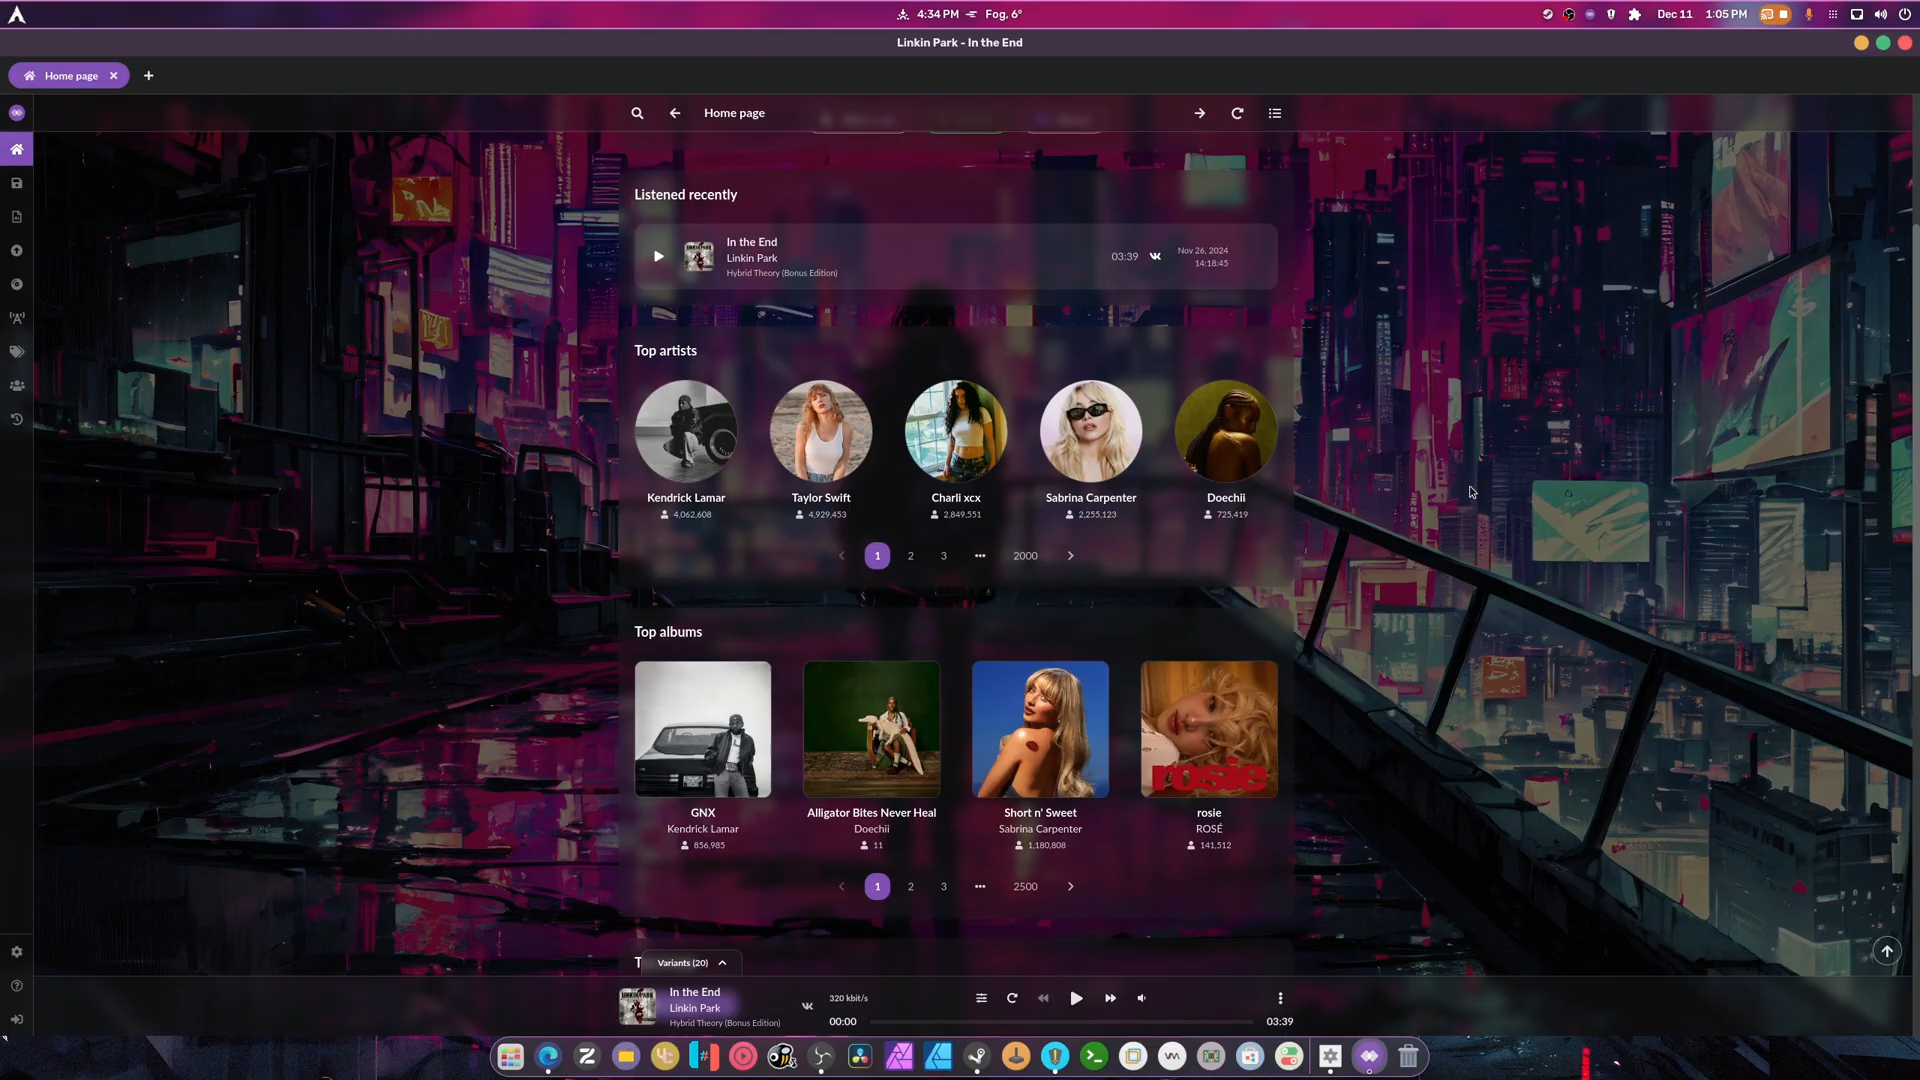 4:34 PM Fog, 6°
Dec 11 1:05 PM
Linkin Park - In the End
Home page
Home page
Listened recently
In the End
Linkin Park
Hybrid Theory (Bonus Edition)
03:39
Nov 26, 2024
14:18:45
Top artists
Kendrick Lamar
4,062,608
Taylor Swift
4,929,453
Charli xcx
2,849,551
Sabrina Carpenter
2,255,123
Doechii
725,419
1 2 3 ••• 2000
Top albums
rosie
GNX
Kendrick Lamar
856,985
Alligator Bites Never Heal
Doechii
11
Short n' Sweet
Sabrina Carpenter
1,180,808
rosie
ROSÉ
141,512
1 2 3 ••• 2500
T
Variants (20)
In the End
Linkin Park
Hybrid Theory (Bonus Edition)
320 kbit/s
00:00
03:39